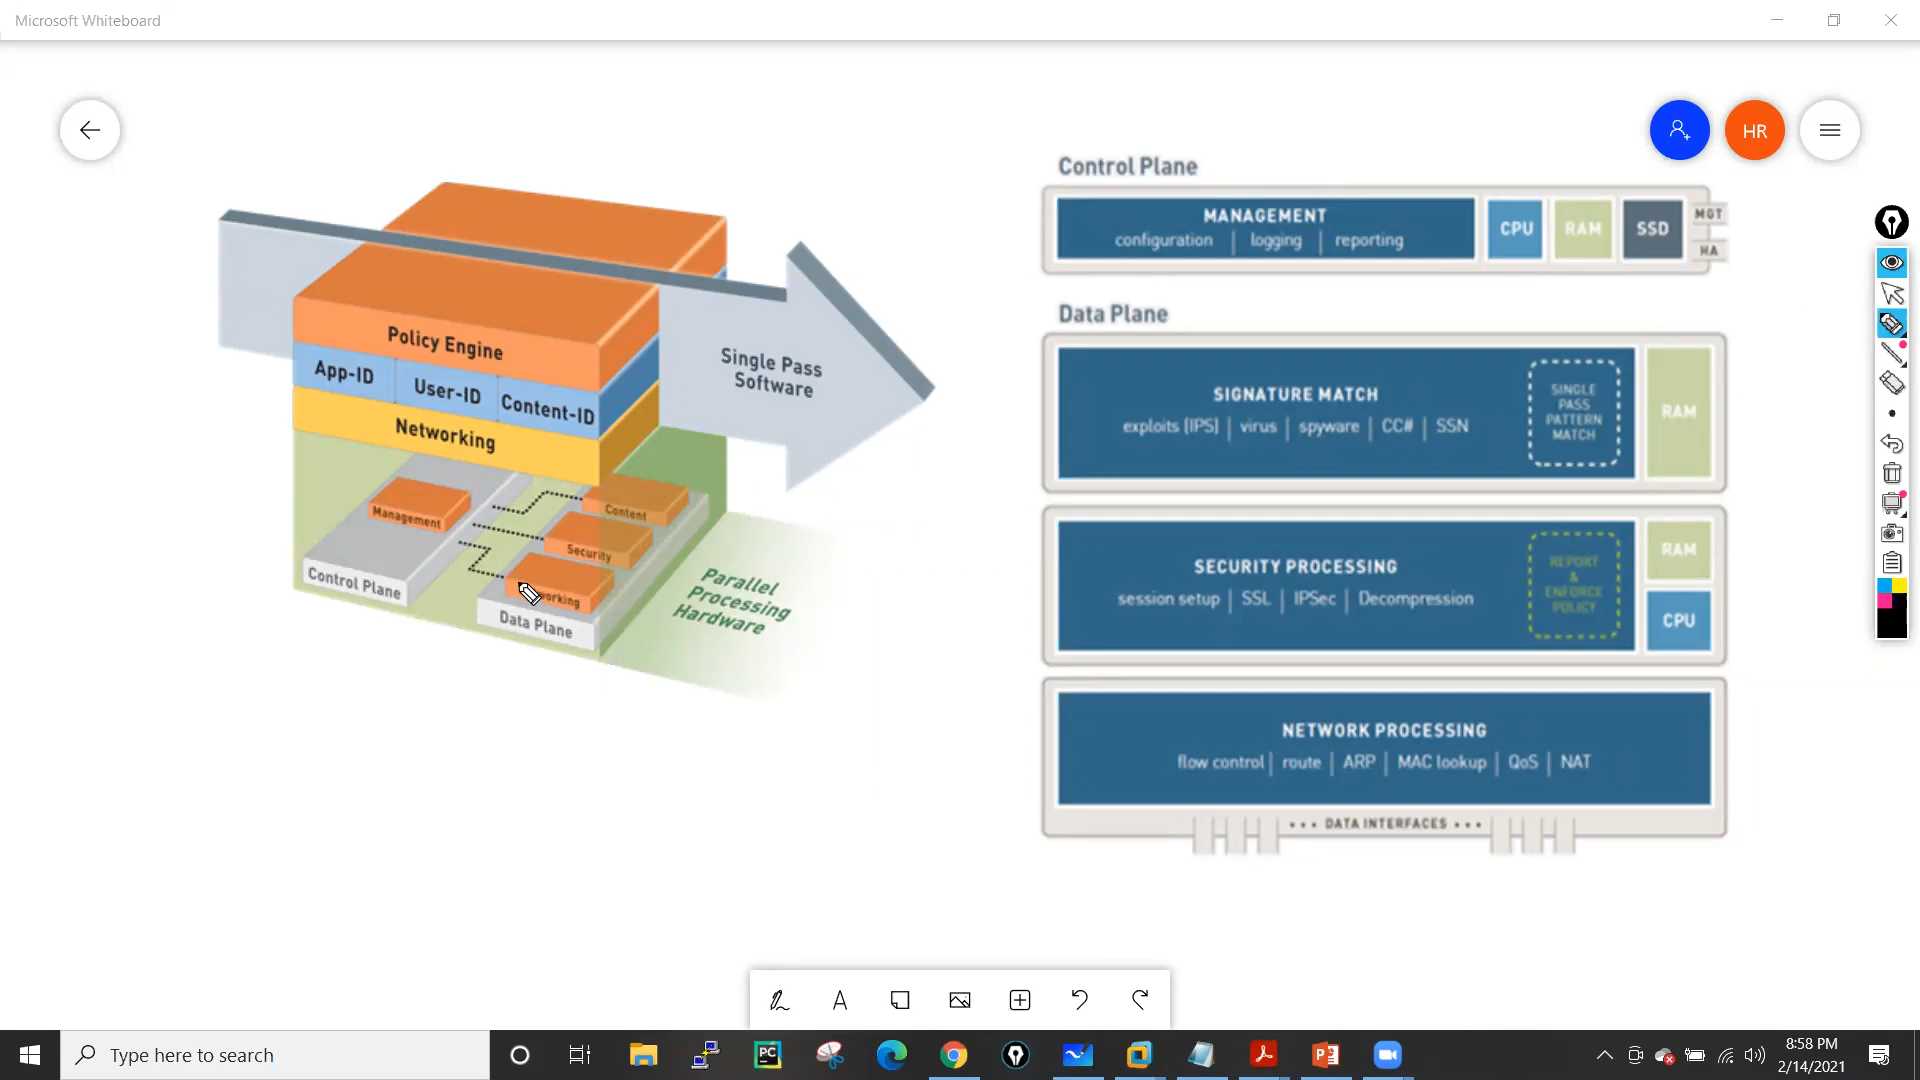 Microsoft Whiteboard
HR
Policy Engine
App-ID
User-ID
Content-ID
Networking
Single Pass
Software
Management
Content
Security
Control Plane
Data Plane
Parallel
Processing
Hardware
Control Plane
MANAGEMENT
configuration | logging | reporting
CPU
RAM
SSD
MGT
HA
Data Plane
SIGNATURE MATCH
exploits (IPS) | virus | spyware | CC# | SSN
SINGLE
PASS
PATTERN
MATCH
RAM
SECURITY PROCESSING
session setup | SSL | IPSec | Decompression
REPORT
&
ENFORCE
POLICY
RAM
CPU
NETWORK PROCESSING
flow control | route | ARP | MAC lookup | QoS | NAT
• • • DATA INTERFACES • • •
Type here to search
PC
8:58 PM
2/14/2021